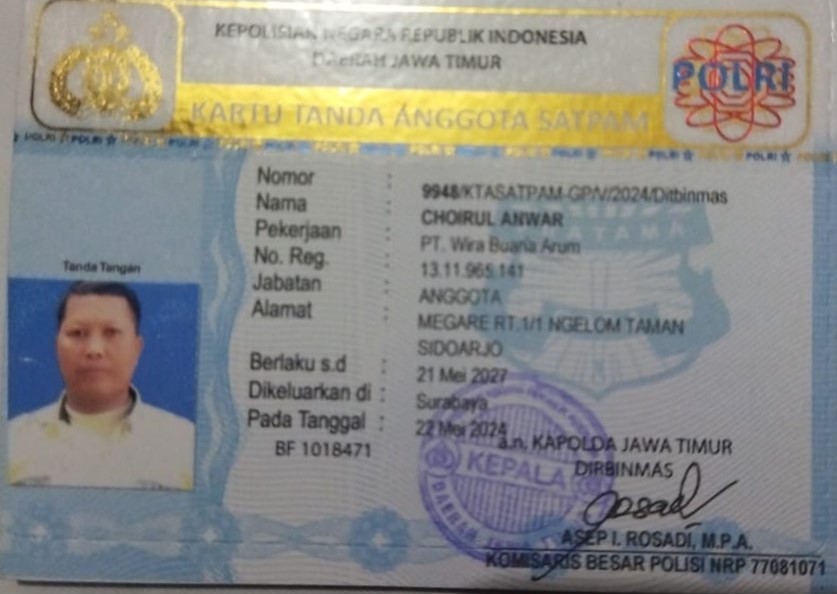 KEPOLISIAN NEGARA REPUBLIK INDONESIA
DAERAH JAWA TIMUR
POLRI
KARTU TANDA ANGGOTA SATPAM
Nomor : 9948/KTASATPAM-GP/V/2024/Ditbinmas
Nama : CHOIRUL ANWAR
Pekerjaan : PT. Wira Buana Arum
No. Reg. : 13.11.965.141
Jabatan : ANGGOTA
Alamat : MEGARE RT.1/1 NGELOM TAMAN
SIDOARJO
Berlaku s.d : 21 Mei 2027
Dikeluarkan di : Surabaya
Pada Tanggal : 22 Mei 2024
BF 1018471
Tanda Tangan
a.n. KAPOLDA JAWA TIMUR
DIRBINMAS
KEPALA
DAERAH
ASEP I. ROSADI, M.P.A.
KOMISARIS BESAR POLISI NRP 77081071